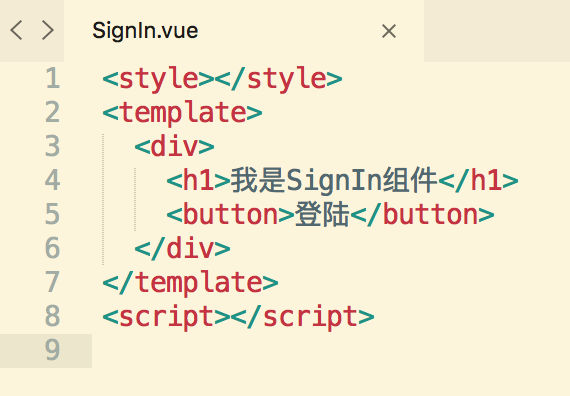 SignIn.vue
1 <style></style>
2 <template>
3   <div>
4     <h1>我是SignIn组件</h1>
5     <button>登陆</button>
6   </div>
7 </template>
8 <script></script>
9